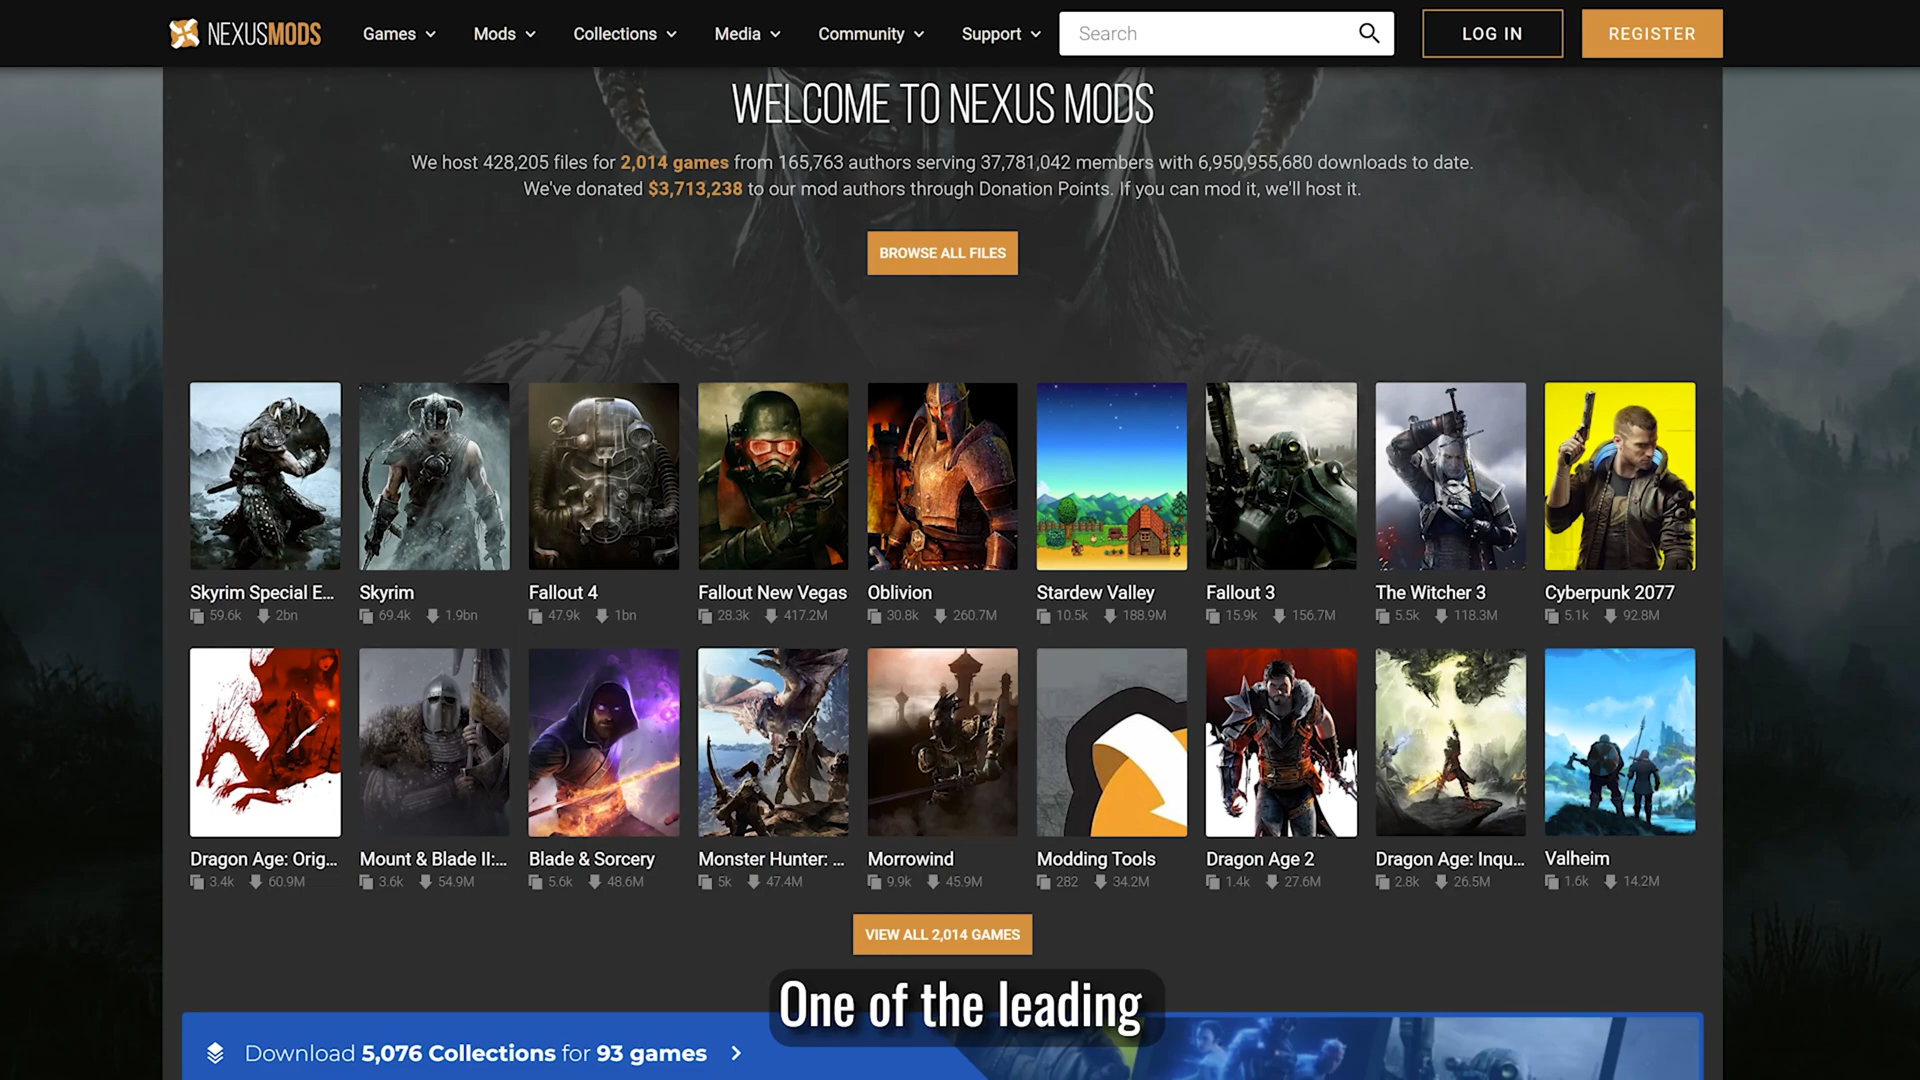 NEXUSMODS
Games
Mods
Collections
Media
Community
Support
Search
LOG IN
REGISTER
WELCOME TO NEXUS MODS
We host 428,205 files for 2,014 games from 165,763 authors serving 37,781,042 members with 6,950,955,680 downloads to date.
We've donated $3,713,238 to our mod authors through Donation Points. If you can mod it, we'll host it.
BROWSE ALL FILES
Skyrim Special E...
59.6k 2bn
Skyrim
69.4k 1.9bn
Fallout 4
47.9k 1bn
Fallout New Vegas
28.3k 417.2M
Oblivion
30.8k 260.7M
Stardew Valley
10.5k 188.9M
Fallout 3
15.9k 156.7M
The Witcher 3
5.5k 118.3M
Cyberpunk 2077
5.1k 92.8M
Dragon Age: Orig...
3.4k 60.9M
Mount & Blade II:...
3.6k 54.9M
Blade & Sorcery
5.6k 48.6M
Monster Hunter: ...
5k 47.4M
Morrowind
9.9k 45.9M
Modding Tools
282 34.2M
Dragon Age 2
1.4k 27.6M
Dragon Age: Inqu...
2.8k 26.5M
Valheim
1.6k 14.2M
VIEW ALL 2,014 GAMES
One of the leading
Download 5,076 Collections for 93 games